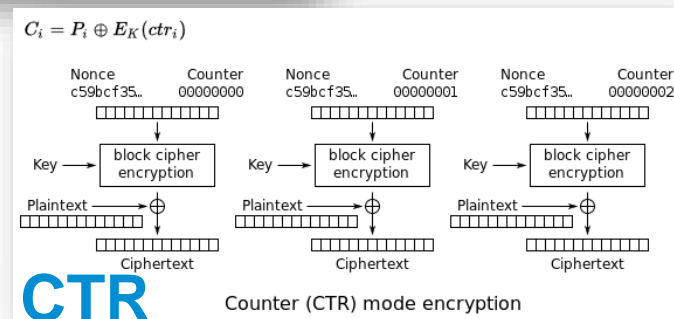 C_i = P_i ⊕ E_K(ctr_i)
Nonce Counter Nonce Counter Nonce Counter
c59bcf35… 00000000 c59bcf35… 00000001 c59bcf35… 00000002
Key block cipher encryption Key block cipher encryption Key block cipher encryption
Plaintext Plaintext Plaintext
Ciphertext Ciphertext Ciphertext
CTR Counter (CTR) mode encryption